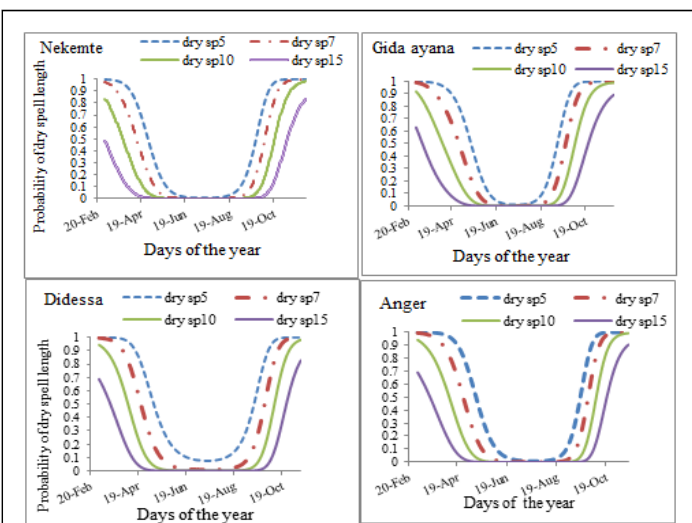 Nekemte
dry sp5
dry sp7
dry sp10
dry sp15
Probability of dry spell length
1
0.9
0.8
0.7
0.6
0.5
0.4
0.3
0.2
0.1
0
20-Feb
19-Apr
19-Jun
19-Aug
19-Oct
Days of the year
Gida ayana
dry sp5
dry sp7
dry sp10
dry sp15
1
0.9
0.8
0.7
0.6
0.5
0.4
0.3
0.2
0.1
0
20-Feb
19-Apr
19-Jun
19-Aug
19-Oct
Days of the year
Didessa
dry sp5
dry sp7
dry sp10
dry sp15
Probability of dry spell length
1
0.9
0.8
0.7
0.6
0.5
0.4
0.3
0.2
0.1
0
20-Feb
19-Apr
19-Jun
19-Aug
19-Oct
Days of the year
Anger
dry sp5
dry sp7
dry sp10
dry sp15
1
0.9
0.8
0.7
0.6
0.5
0.4
0.3
0.2
0.1
0
20-Feb
19-Apr
19-Jun
19-Aug
19-Oct
Days of the year